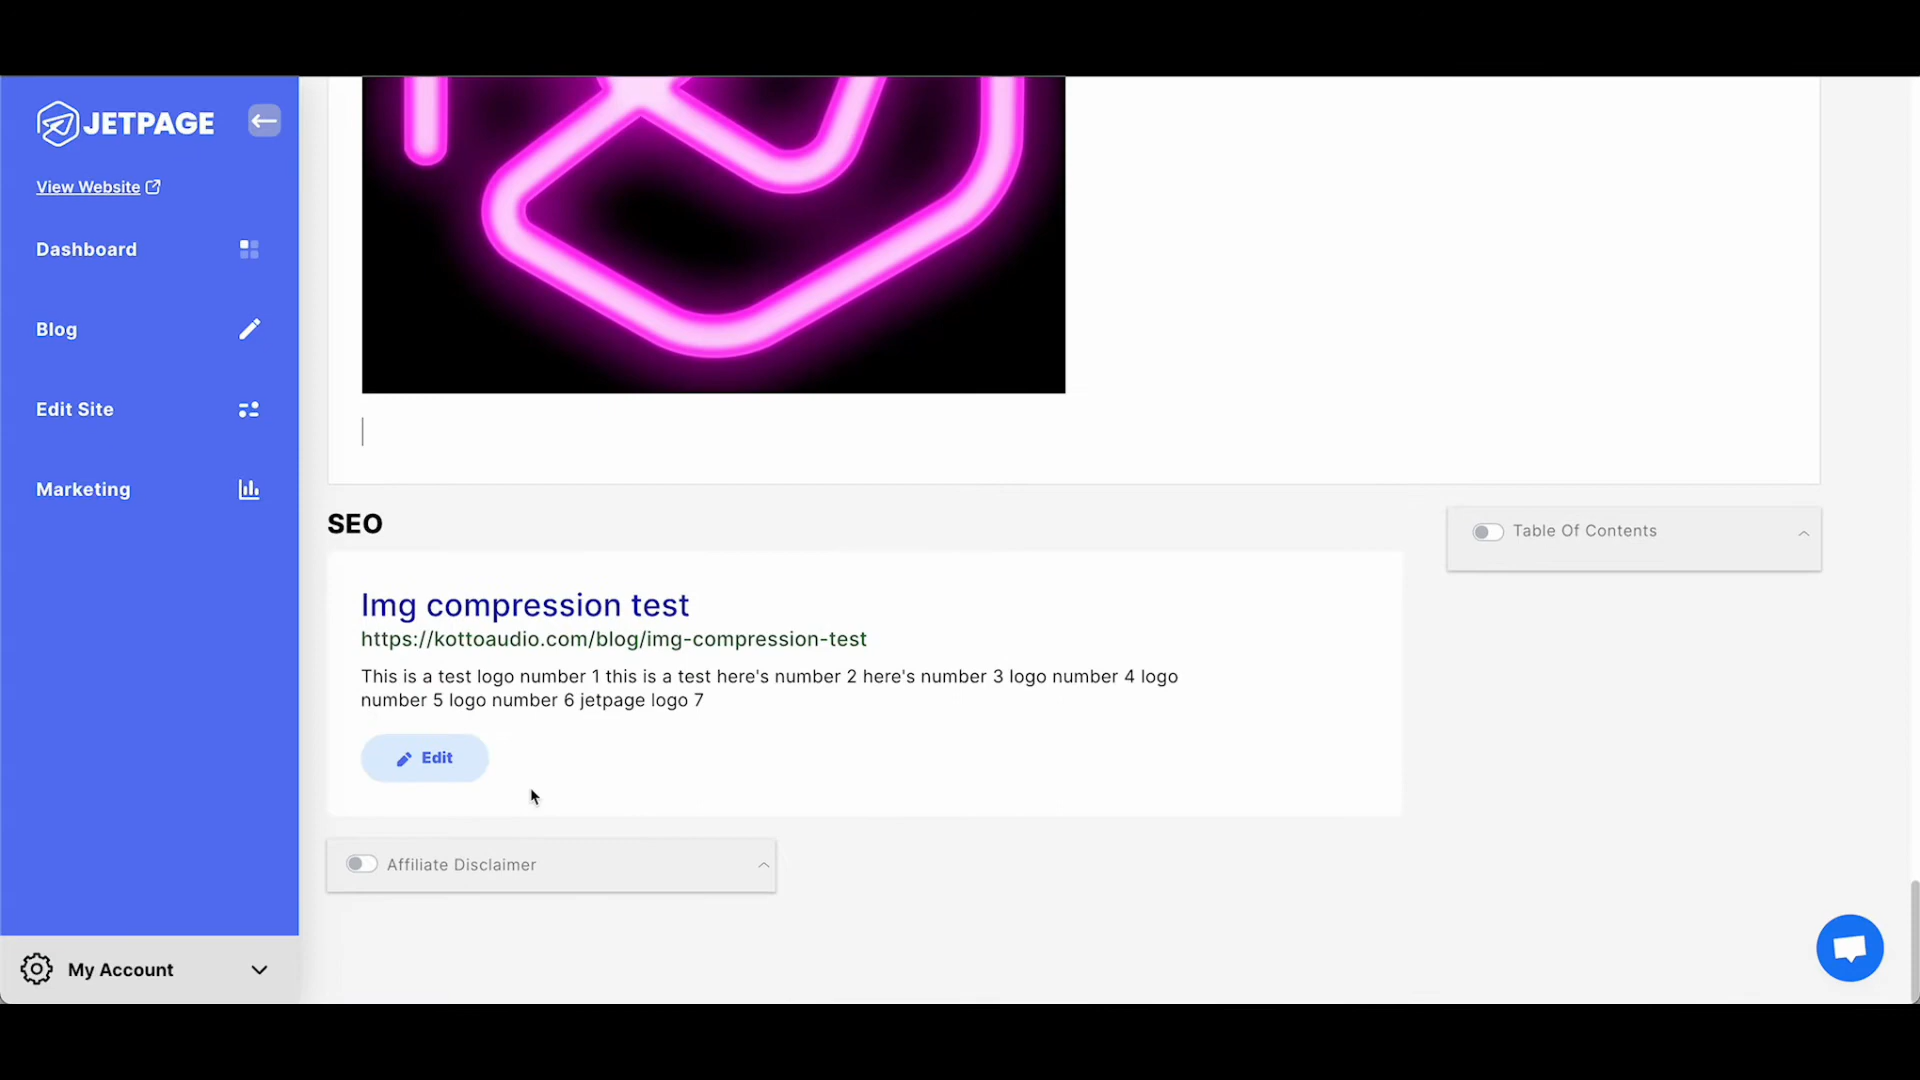 JETPAGE
View Website
Dashboard
Blog
Edit Site
Marketing
My Account
SEO
Img compression test
https://kottoaudio.com/blog/img-compression-test
This is a test logo number 1 this is a test here's number 2 here's number 3 logo number 4 logo
number 5 logo number 6 jetpage logo 7
Edit
Affiliate Disclaimer
Table Of Contents